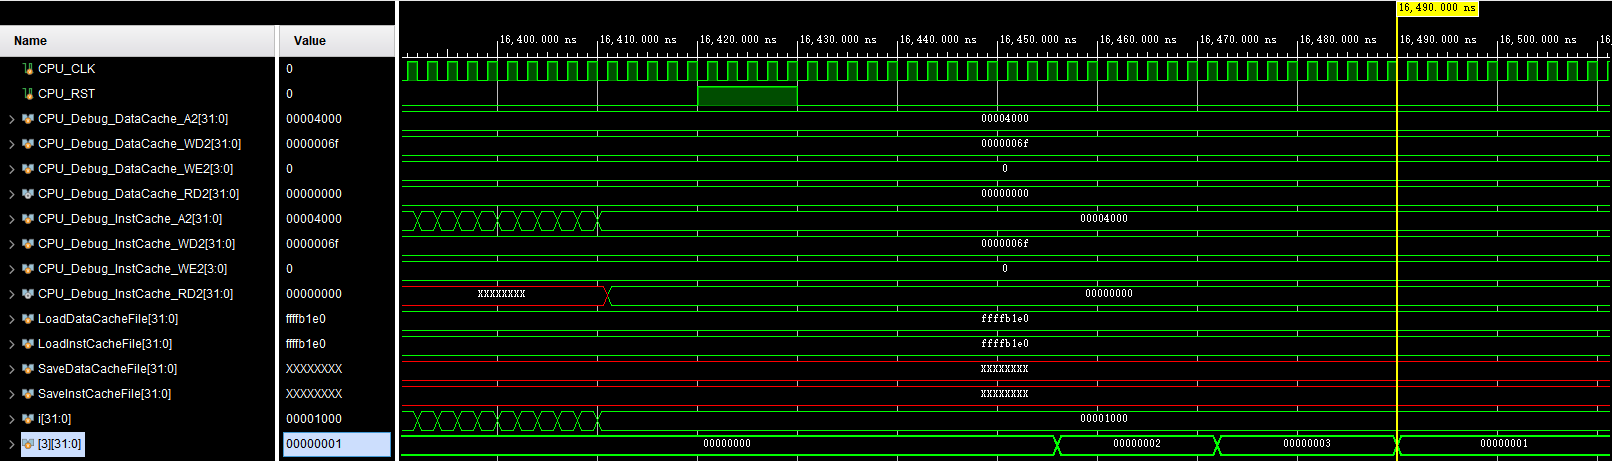 16,490.000 ns
Name Value
16,400.000 ns 16,410.000 ns 16,420.000 ns 16,430.000 ns 16,440.000 ns 16,450.000 ns 16,460.000 ns 16,470.000 ns 16,480.000 ns 16,490.000 ns 16,500.000 ns 16,
CPU_CLK 0
CPU_RST 0
CPU_Debug_DataCache_A2[31:0] 00004000 00004000
CPU_Debug_DataCache_WD2[31:0] 0000006f 0000006f
CPU_Debug_DataCache_WE2[3:0] 0 0
CPU_Debug_DataCache_RD2[31:0] 00000000 00000000
CPU_Debug_InstCache_A2[31:0] 00004000 00004000
CPU_Debug_InstCache_WD2[31:0] 0000006f 0000006f
CPU_Debug_InstCache_WE2[3:0] 0 0
CPU_Debug_InstCache_RD2[31:0] 00000000 XXXXXXXX 00000000
LoadDataCacheFile[31:0] ffffb1e0 ffffb1e0
LoadInstCacheFile[31:0] ffffb1e0 ffffb1e0
SaveDataCacheFile[31:0] XXXXXXXX XXXXXXXX
SaveInstCacheFile[31:0] XXXXXXXX XXXXXXXX
i[31:0] 00001000 00001000
[3][31:0] 00000001 00000000 00000002 00000003 00000001